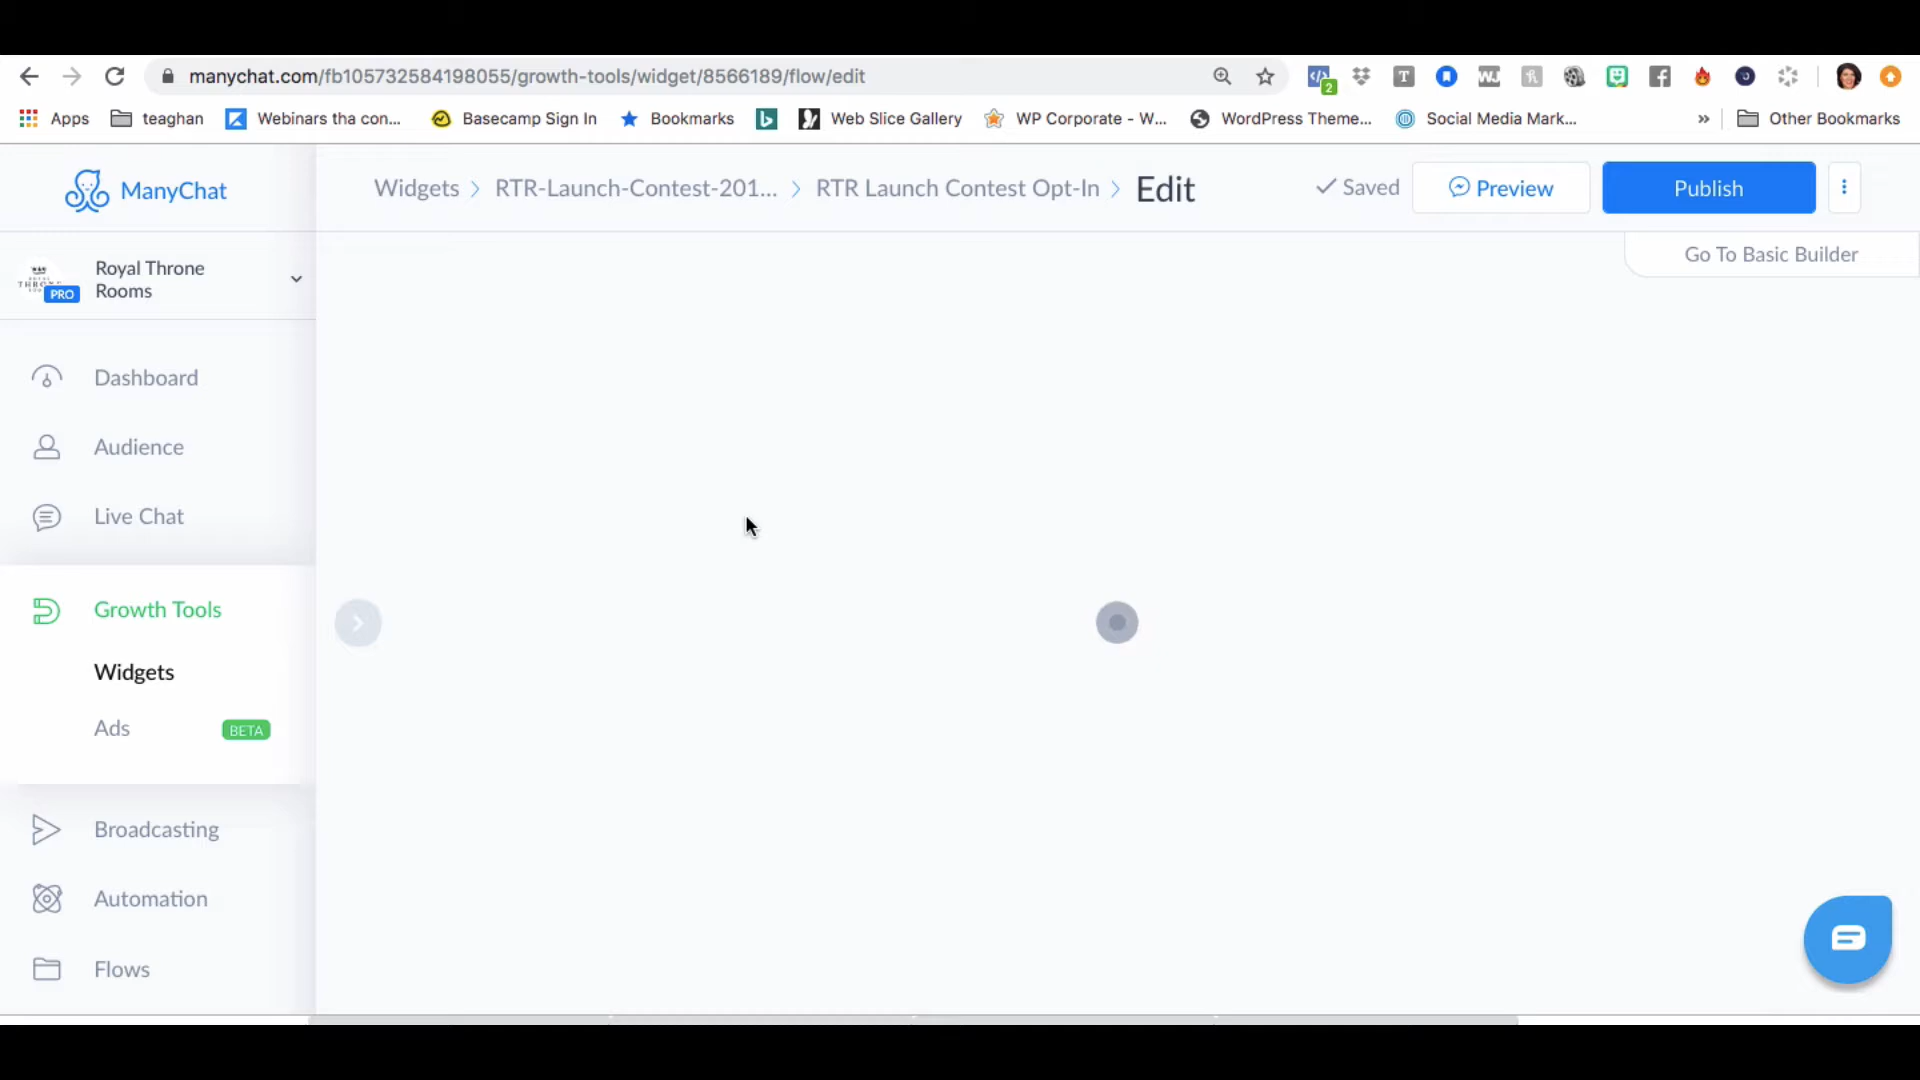 manychat.com/fb105732584198055/growth-tools/widget/8566189/flow/edit
2
Apps teaghan Webinars tha con... Basecamp Sign In Bookmarks Web Slice Gallery WP Corporate - W... WordPress Theme... Social Media Mark... » Other Bookmarks
ManyChat
Widgets > RTR-Launch-Contest-201... > RTR Launch Contest Opt-In > Edit
Saved
Preview
Publish
Go To Basic Builder
Royal Throne
Rooms
PRO
Dashboard
Audience
Live Chat
Growth Tools
Widgets
Ads BETA
Broadcasting
Automation
Flows